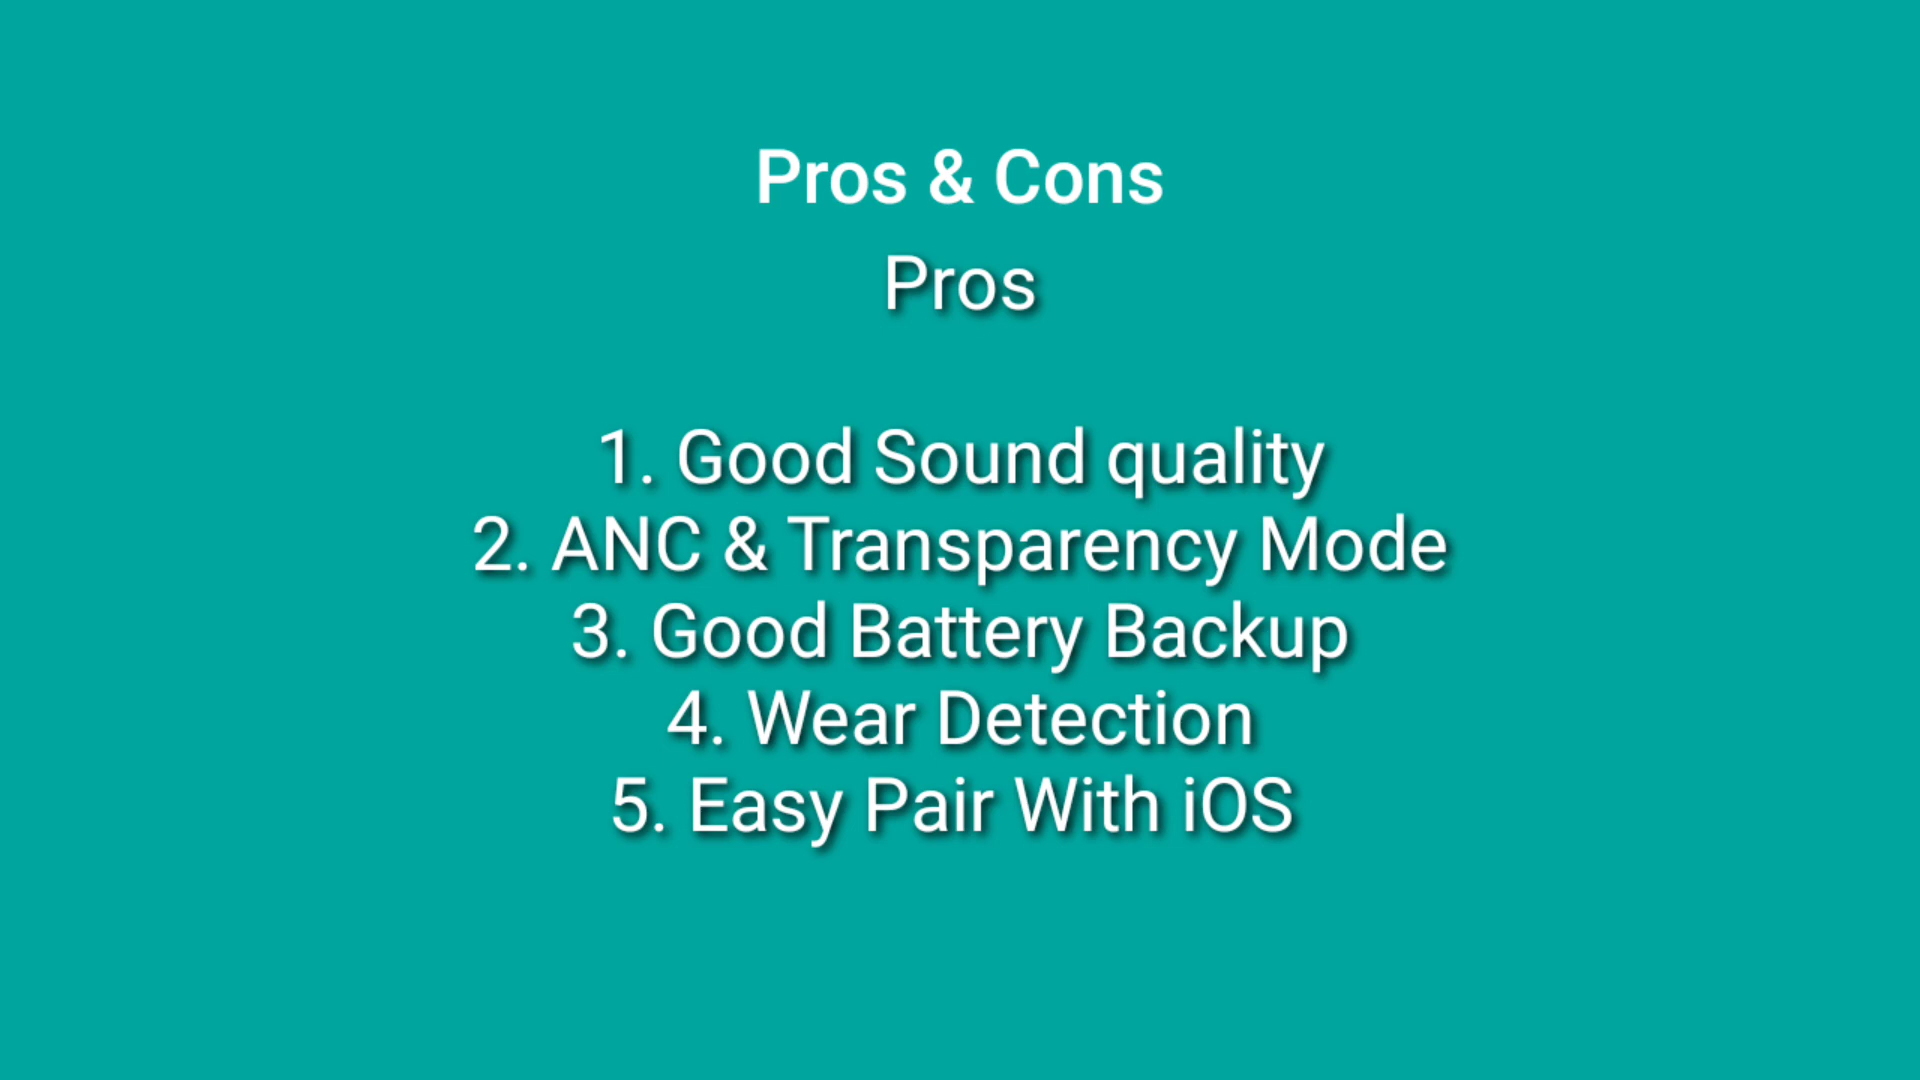 Pros & Cons
Pros
1. Good Sound quality
2. ANC & Transparency Mode
3. Good Battery Backup
4. Wear Detection
5. Easy Pair With iOS